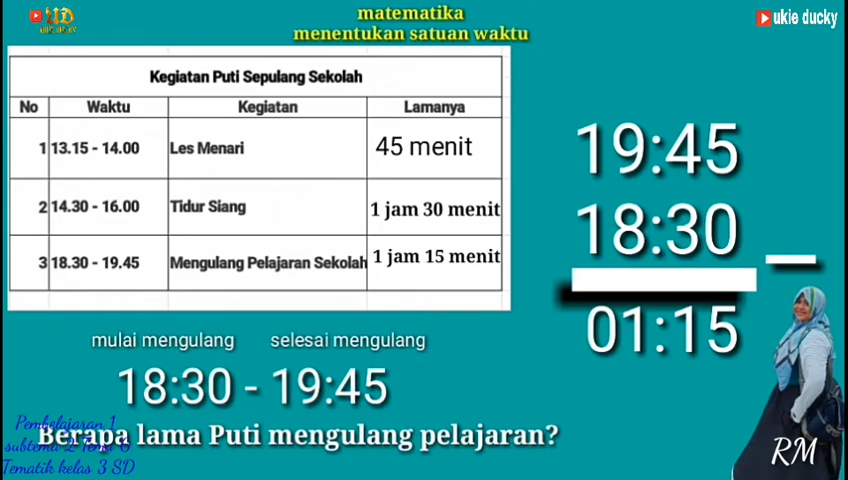 matematika
menentukan satuan waktu
ukie ducky
Kegiatan Puti Sepulang Sekolah
No Waktu Kegiatan Lamanya
1 13.15 - 14.00 Les Menari 45 menit
2 14.30 - 16.00 Tidur Siang 1 jam 30 menit
3 18.30 - 19.45 Mengulang Pelajaran Sekolah 1 jam 15 menit
19:45
18:30
01:15
mulai mengulang selesai mengulang
18:30 - 19:45
Berapa lama Puti mengulang pelajaran?
Pembelajaran 1
subtema 2 Tema 6
Tematik kelas 3 SD
RM